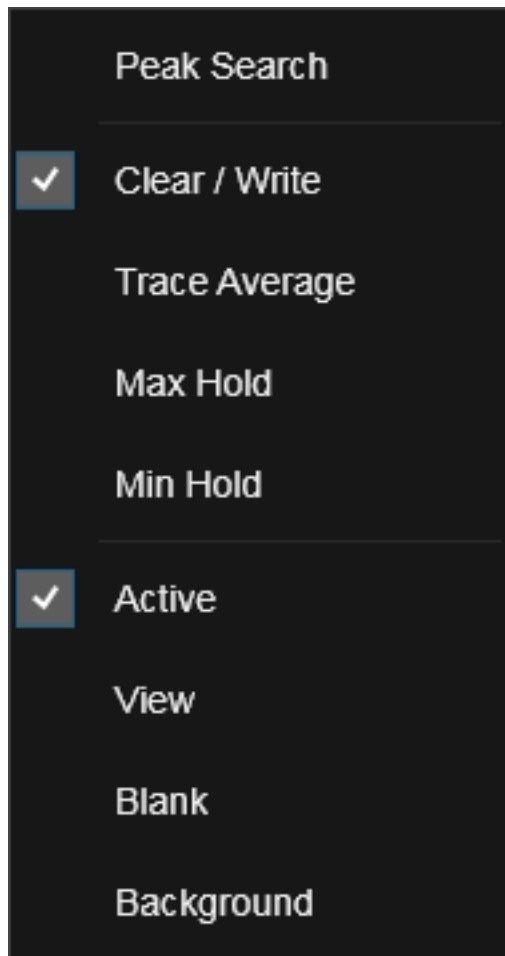 Peak Search
Clear / Write
Trace Average
Max Hold
Min Hold
Active
View
Blank
Background